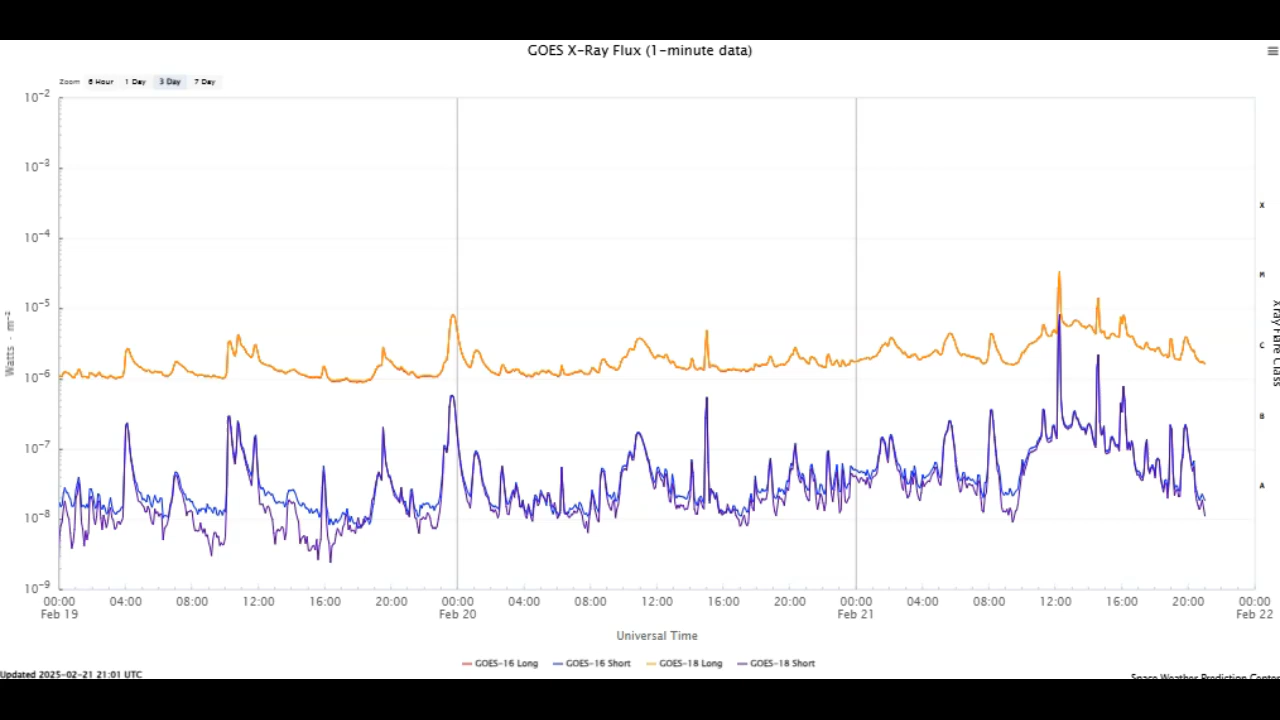 GOES X-Ray Flux (1-minute data)
Zoom 6 Hour 1 Day 3 Day 7 Day
10⁻²
10⁻³
10⁻⁴
10⁻⁵
10⁻⁶
10⁻⁷
10⁻⁸
10⁻⁹
Watts · m⁻²
X
M
C
B
A
X-ray Flare Class
00:00 04:00 08:00 12:00 16:00 20:00 00:00 04:00 08:00 12:00 16:00 20:00 00:00 04:00 08:00 12:00 16:00 20:00 00:00
Feb 19 Feb 20 Feb 21 Feb 22
Universal Time
GOES-16 Long GOES-16 Short GOES-18 Long GOES-18 Short
Updated 2025-02-21 21:01 UTC
Space Weather Prediction Center